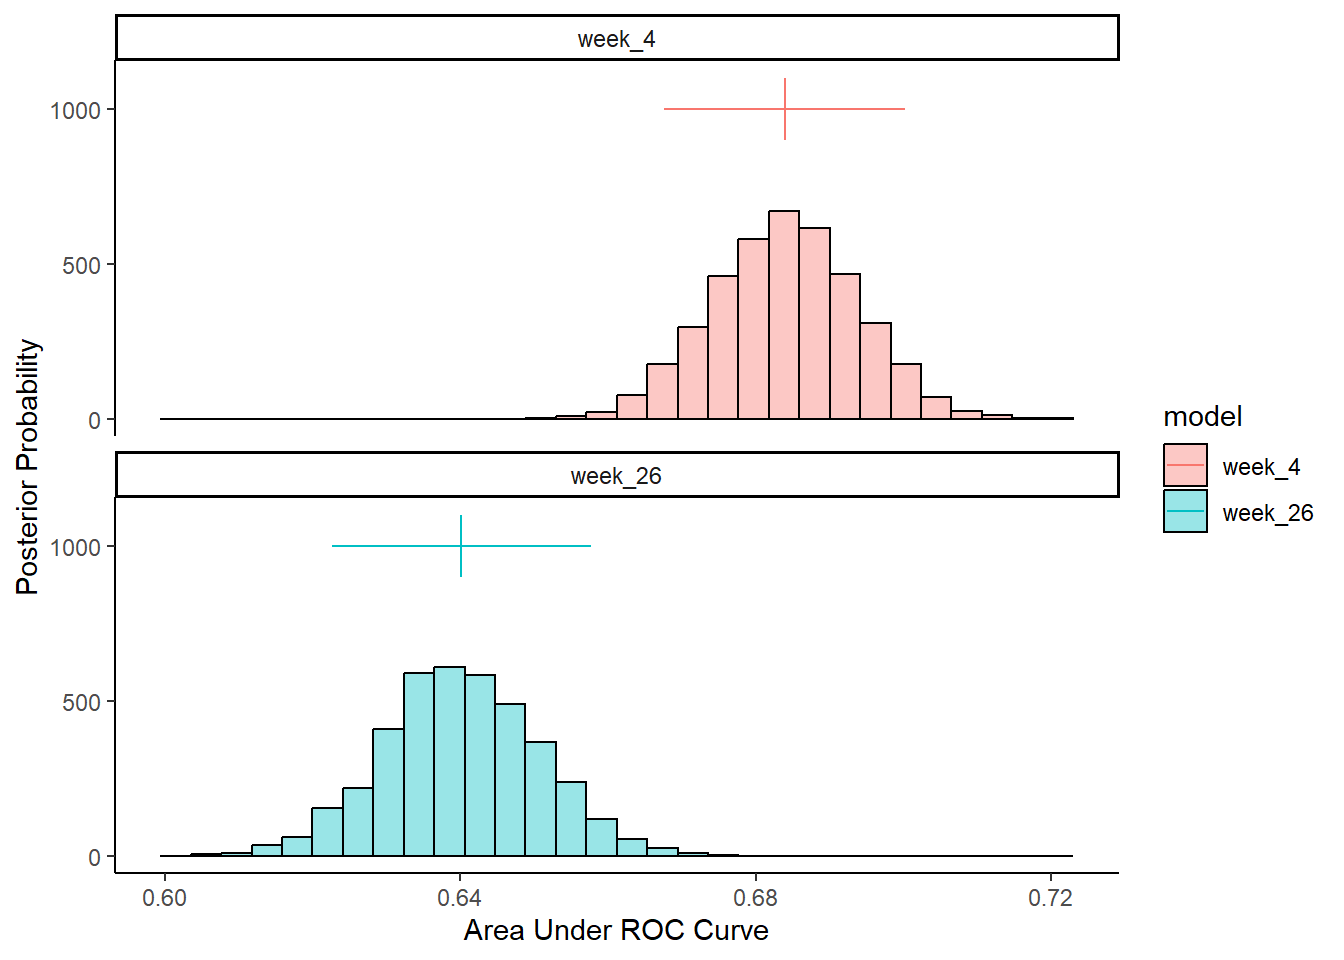 week_4
1000
500
0
Posterior Probability
week_26
1000
500
0
0.60 0.64 0.68 0.72
Area Under ROC Curve
model
week_4
week_26